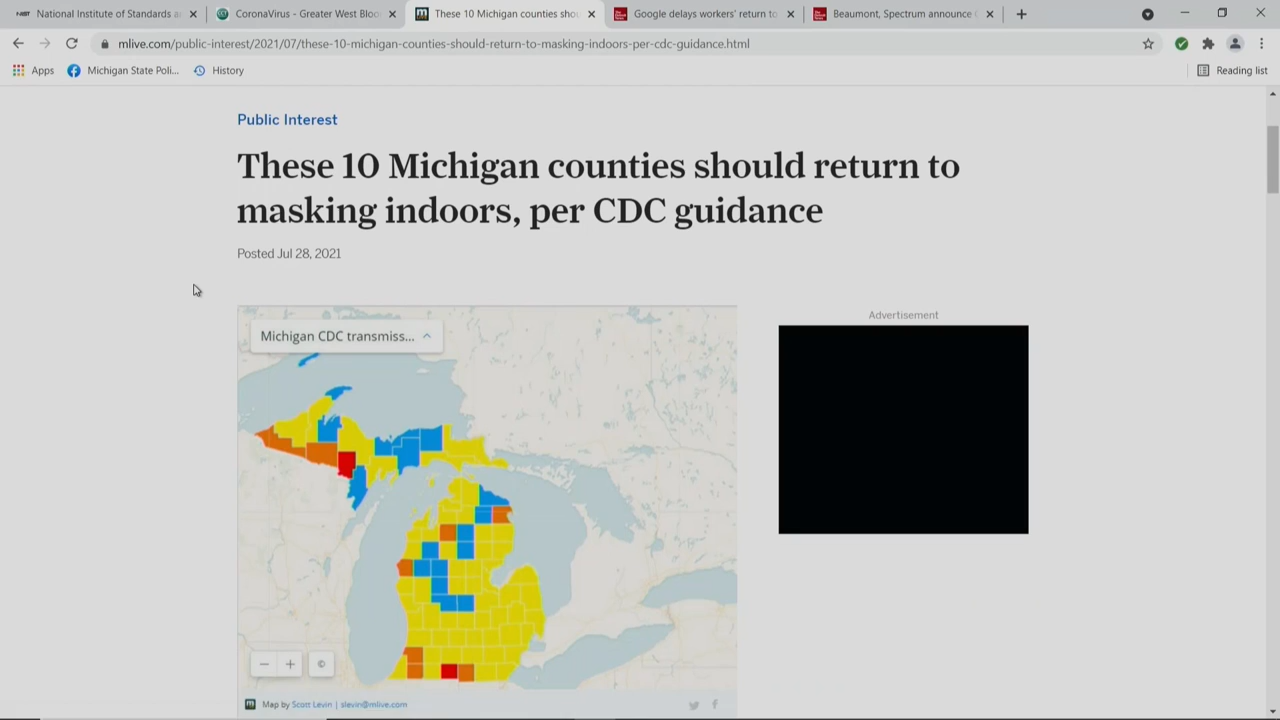 National Institute of Standards a
CoronaVirus - Greater West Bloo
These 10 Michigan counties shou
Google delays workers' return to
Beaumont, Spectrum announce
mlive.com/public-interest/2021/07/these-10-michigan-counties-should-return-to-masking-indoors-per-cdc-guidance.html
Apps
Michigan State Poli...
History
Reading list
Public Interest
These 10 Michigan counties should return to
masking indoors, per CDC guidance
Posted Jul 28, 2021
Advertisement
Michigan CDC transmiss...
Map by Scott Levin | slevin@mlive.com